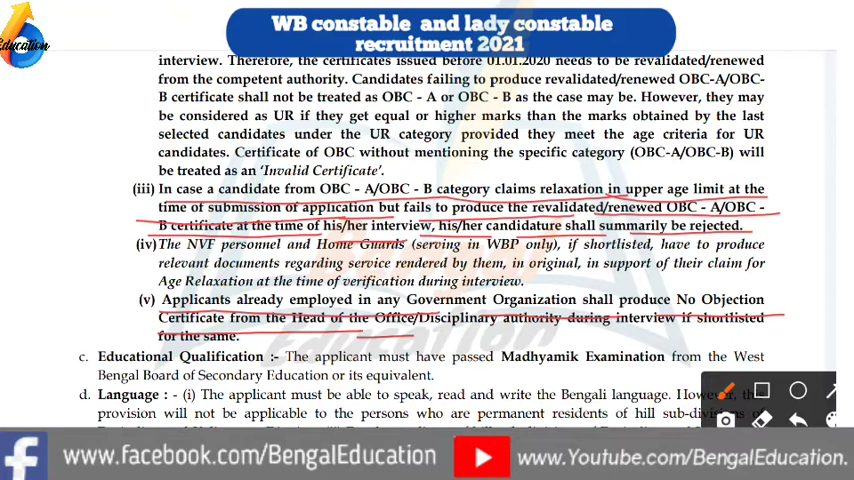 WB constable and lady constable
recruitment 2021
Education
interview. Therefore, the certificates issued before 01.01.2020 needs to be revalidated/renewed
from the competent authority. Candidates failing to produce revalidated/renewed OBC-A/OBC-
B certificate shall not be treated as OBC - A or OBC - B as the case may be. However, they may
be considered as UR if they get equal or higher marks than the marks obtained by the last
selected candidates under the UR category provided they meet the age criteria for UR
candidates. Certificate of OBC without mentioning the specific category (OBC-A/OBC-B) will
be treated as an ‘Invalid Certificate’.
(iii) In case a candidate from OBC - A/OBC - B category claims relaxation in upper age limit at the
time of submission of application but fails to produce the revalidated/renewed OBC - A/OBC -
B certificate at the time of his/her interview, his/her candidature shall summarily be rejected.
(iv) The NVF personnel and Home Guards (serving in WBP only), if shortlisted, have to produce
relevant documents regarding service rendered by them, in original, in support of their claim for
Age Relaxation at the time of verification during interview.
(v) Applicants already employed in any Government Organization shall produce No Objection
Certificate from the Head of the Office/Disciplinary authority during interview if shortlisted
for the same.
c. Educational Qualification :- The applicant must have passed Madhyamik Examination from the West
Bengal Board of Secondary Education or its equivalent.
d. Language : - (i) The applicant must be able to speak, read and write the Bengali language. However, this
provision will not be applicable to the persons who are permanent residents of hill sub-divisions of
www.facebook.com/BengalEducation
www.Youtube.com/BengalEducation.